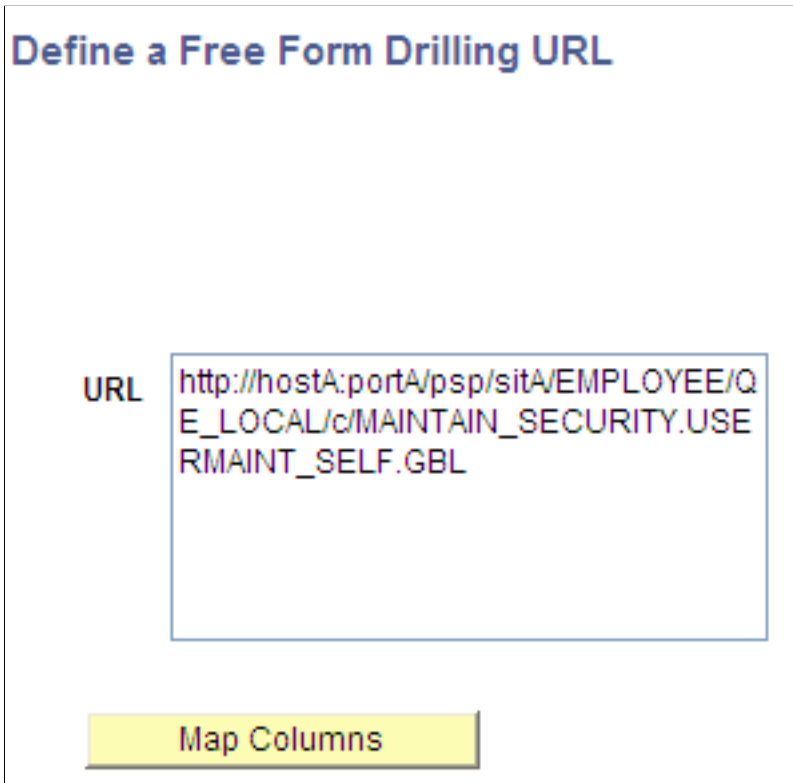 Define a Free Form Drilling URL
URL
http://hostA:portA/psp/sitA/EMPLOYEE/Q
E_LOCAL/c/MAINTAIN_SECURITY.USE
RMAINT_SELF.GBL
Map Columns